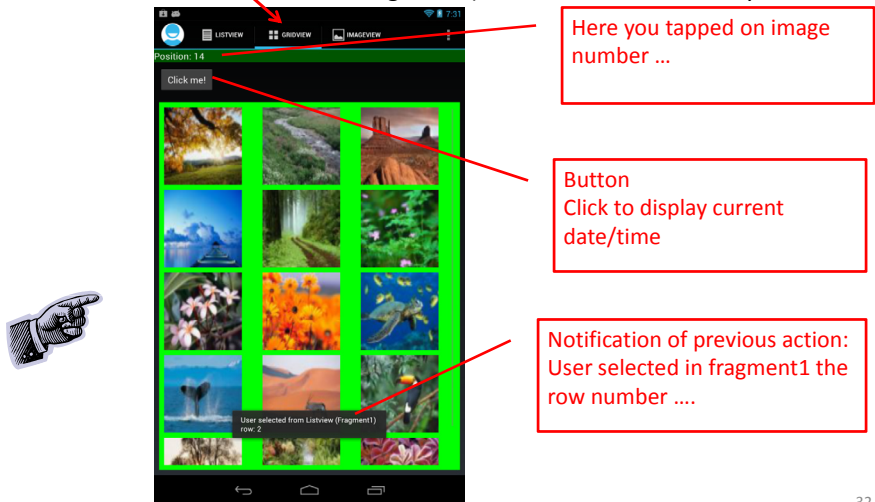 7:31
LISTVIEW
GRIDVIEW
IMAGEVIEW
Position: 14
Click me!
Here you tapped on image
number …
Button
Click to display current
date/time
Notification of previous action:
User selected in fragment1 the
row number ….
User selected from Listview (Fragment1)
row: 2